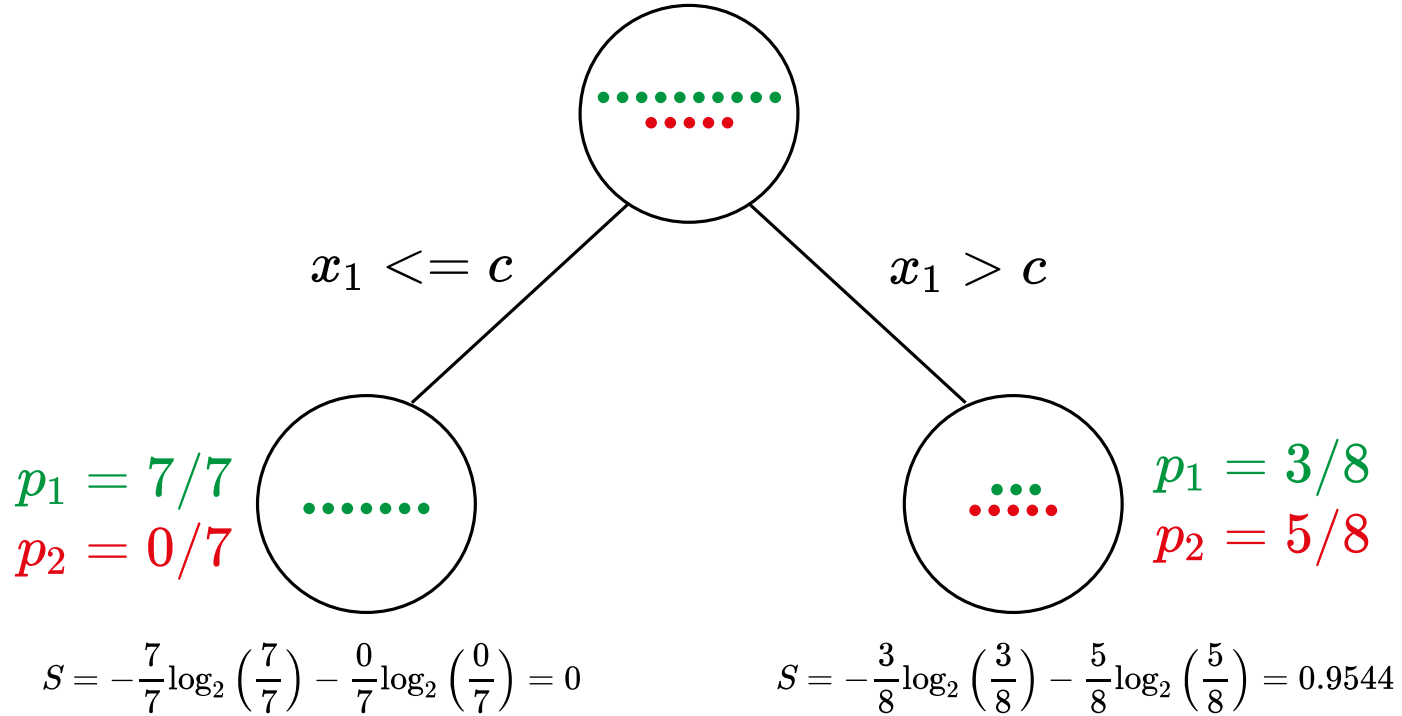 x₁ <= c
x₁ > c
p₁ = 7/7
p₂ = 0/7
p₁ = 3/8
p₂ = 5/8
S = −7/7 log₂ (7/7) − 0/7 log₂ (0/7) = 0
S = −3/8 log₂ (3/8) − 5/8 log₂ (5/8) = 0.9544